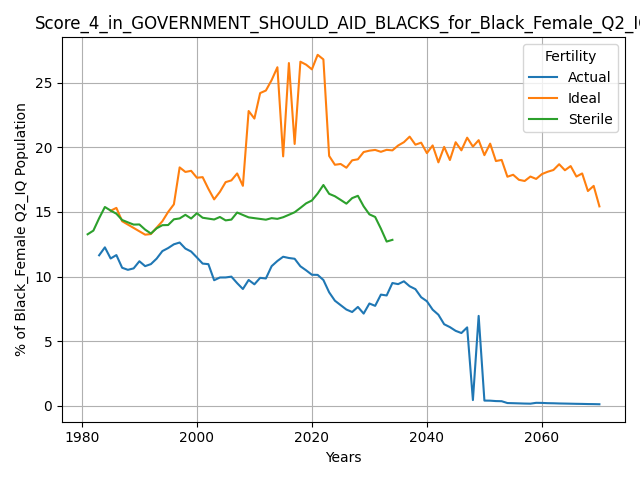 Score_4_in_GOVERNMENT_SHOULD_AID_BLACKS_for_Black_Female_Q2_IQ
Fertility
Actual
Ideal
Sterile
% of Black_Female Q2_IQ Population
25
20
15
10
5
0
1980 2000 2020 2040 2060
Years